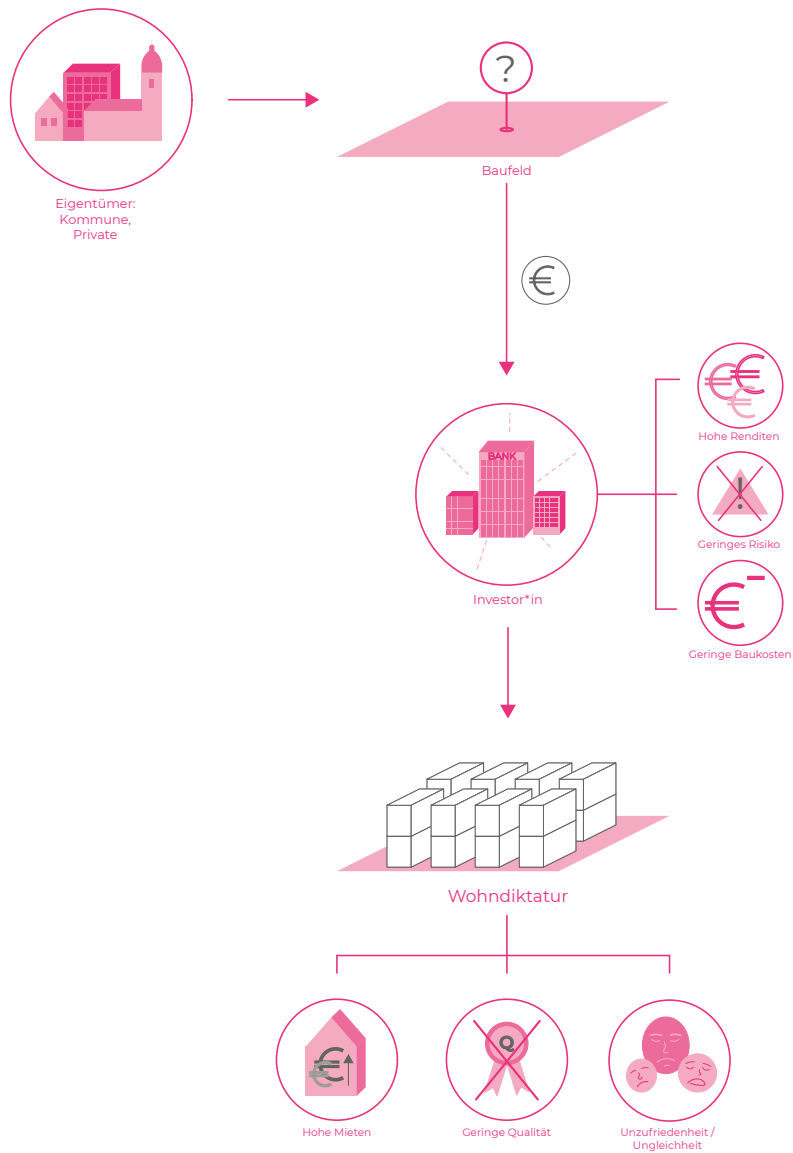 ?
Baufeld
Eigentümer:
Kommune,
Private
€
BANK
Investor*in
€ € €
Hohe Renditen
!
Geringes Risiko
€ -
Geringe Baukosten
Wohndiktatur
€ €
Hohe Mieten
Q
Geringe Qualität
Unzufriedenheit /
Ungleichheit